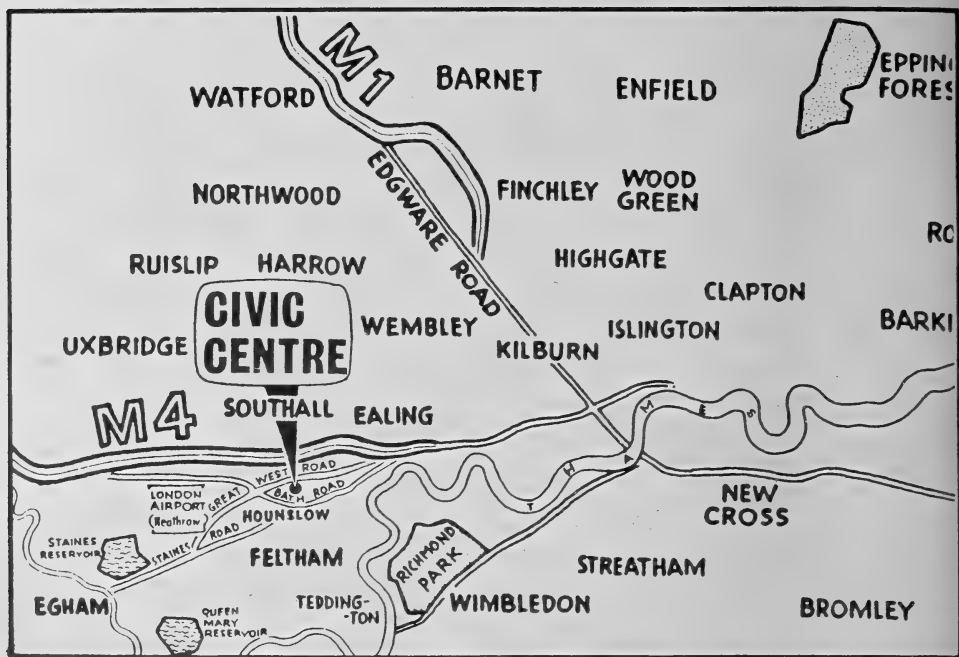 M1
BARNET
ENFIELD
EPPIN
FORES
WATFORD
EDGWARE ROAD
NORTHWOOD
FINCHLEY
WOOD
GREEN
RO
HIGHGATE
RUISLIP
HARROW
CLAPTON
CIVIC
CENTRE
WEMBLEY
ISLINGTON
BARKI
UXBRIDGE
KILBURN
M4
SOUTHALL
EALING
THAMES
GREAT WEST ROAD
BATH ROAD
LONDON
AIRPORT
(Heathrow)
HOUNSLOW
NEW
CROSS
STAINES
RESERVOIR
STAINES ROAD
FELTHAM
RICHMOND
PARK
STREATHAM
EGHAM
QUEEN
MARY
RESERVOIR
TEDDING-
-TON
WIMBLEDON
BROMLEY